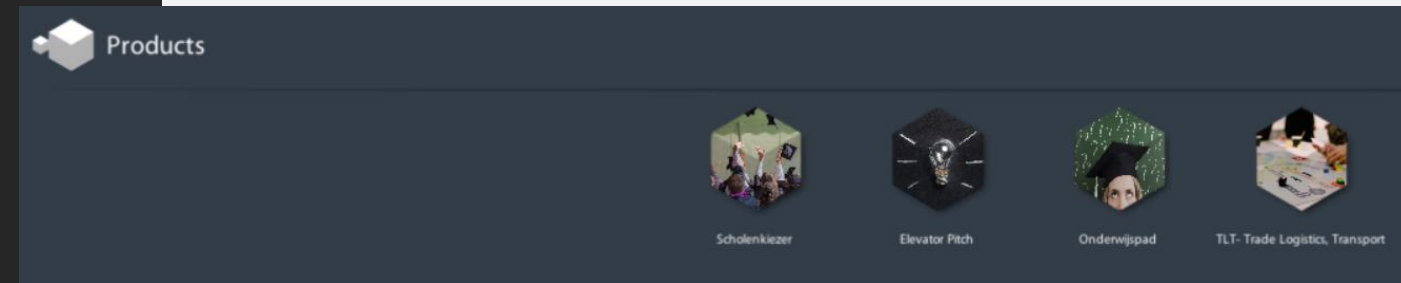 Products
Scholenkiezer
Elevator Pitch
Onderwijspad
TLT- Trade Logistics, Transport